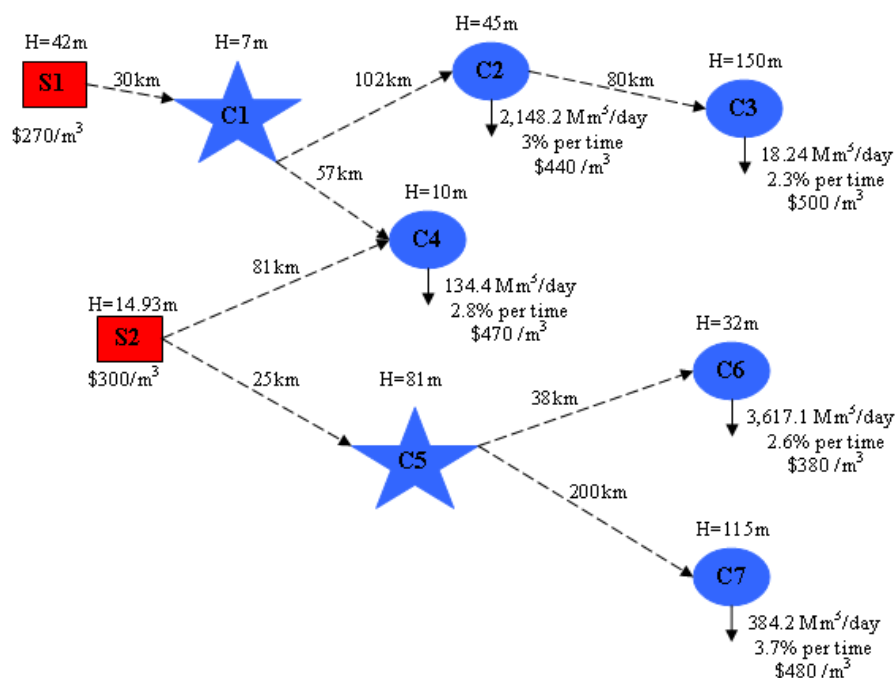 H=42m
S1
$270/m³
30km
H=7m
C1
102km
H=45m
C2
2,148.2 Mm³/day
3% per time
$440/m³
80km
H=150m
C3
18.24 Mm³/day
2.3% per time
$500 /m³
57km
H=10m
C4
134.4 Mm³/day
2.8% per time
$470 /m³
81km
H=14.93m
S2
$300/m³
25km
H=81m
C5
38km
H=32m
C6
3,617.1 Mm³/day
2.6% per time
$380 /m³
200km
H=115m
C7
384.2 Mm³/day
3.7% per time
$480 /m³